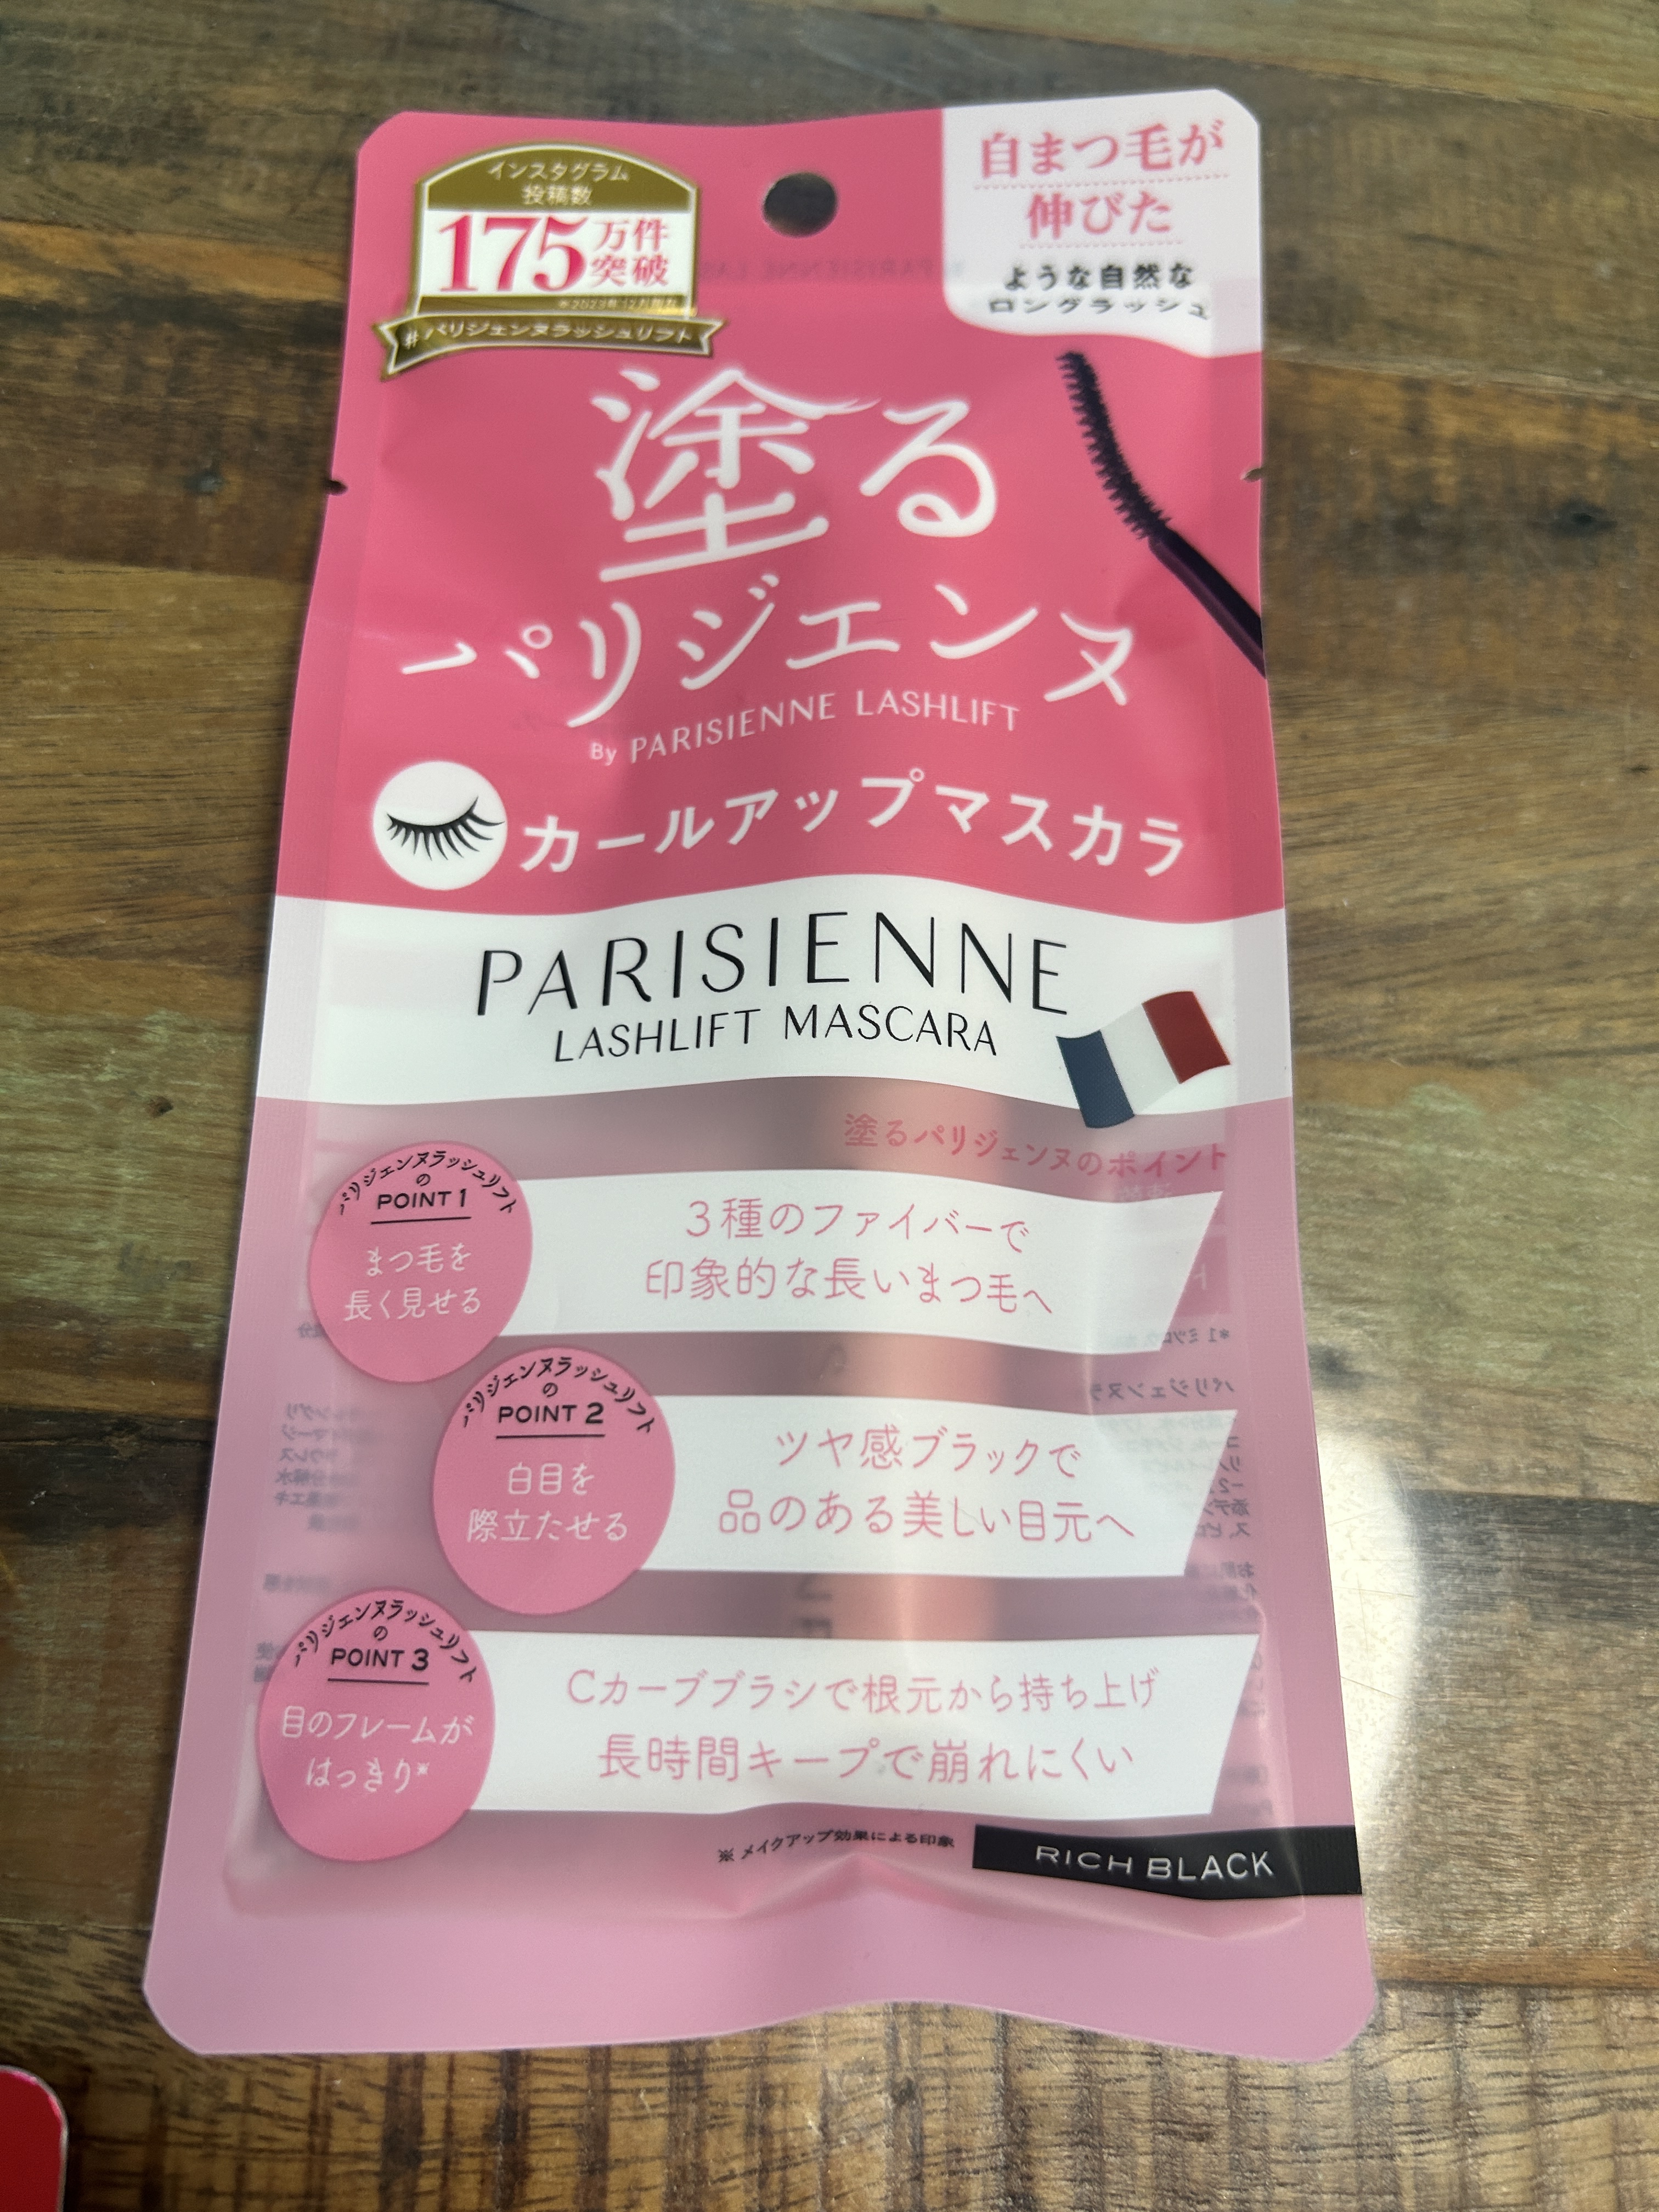 インスタグラム
投稿数
175万件
突破
※2023年12月現在
#パリジェンヌラッシュリフト
自まつ毛が
伸びた
ような自然な
ロングラッシュ
塗る
パリジェンヌ
By PARISIENNE LASHLIFT
カールアップマスカラ
PARISIENNE
LASHLIFT MASCARA
塗るパリジェンヌのポイント
パリジェンヌラッシュリフト
の
POINT 1
まつ毛を
長く見せる
3種のファイバーで
印象的な長いまつ毛へ
パリジェンヌラッシュリフト
の
POINT 2
白目を
際立たせる
ツヤ感ブラックで
品のある美しい目元へ
パリジェンヌラッシュリフト
の
POINT 3
目のフレームが
はっきり※
Cカーブブラシで根元から持ち上げ
長時間キープで崩れにくい
※メイクアップ効果による印象
RICH BLACK